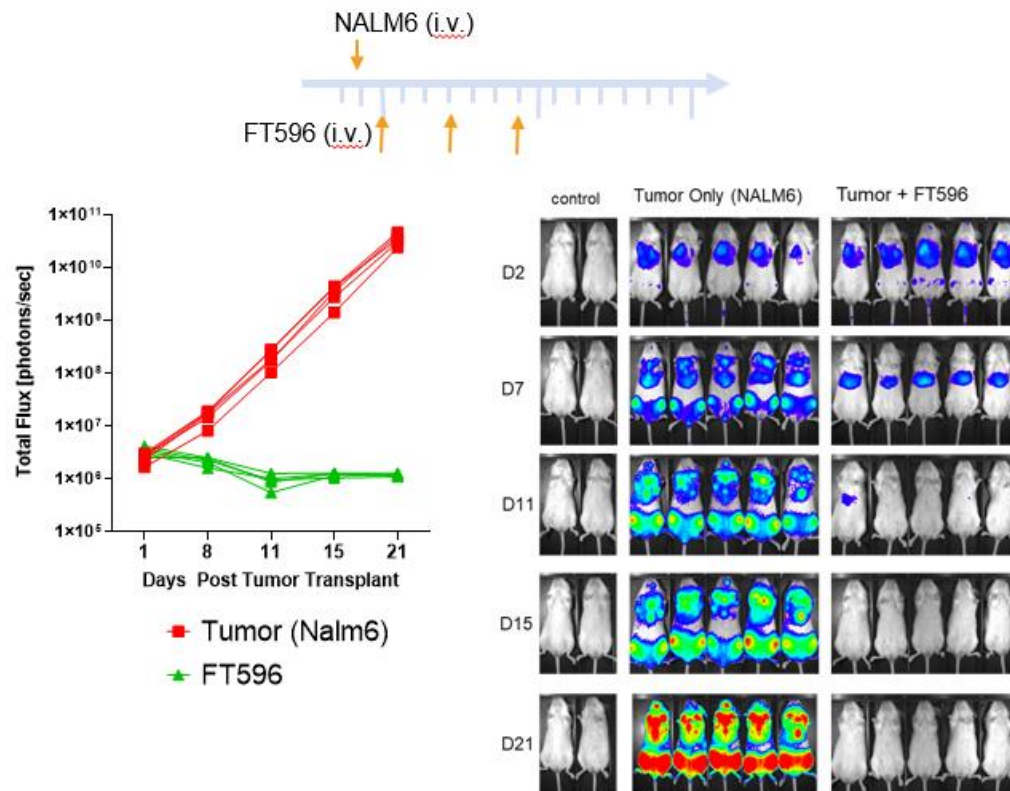 NALM6 (i.v.)
FT596 (i.v.)
1×10¹¹
1×10¹⁰
1×10⁹
1×10⁸
1×10⁷
1×10⁶
1×10⁵
Total Flux [photons/sec]
1 8 11 15 21
Days Post Tumor Transplant
Tumor (Nalm6)
FT596
control Tumor Only (NALM6) Tumor + FT596
D2
D7
D11
D15
D21